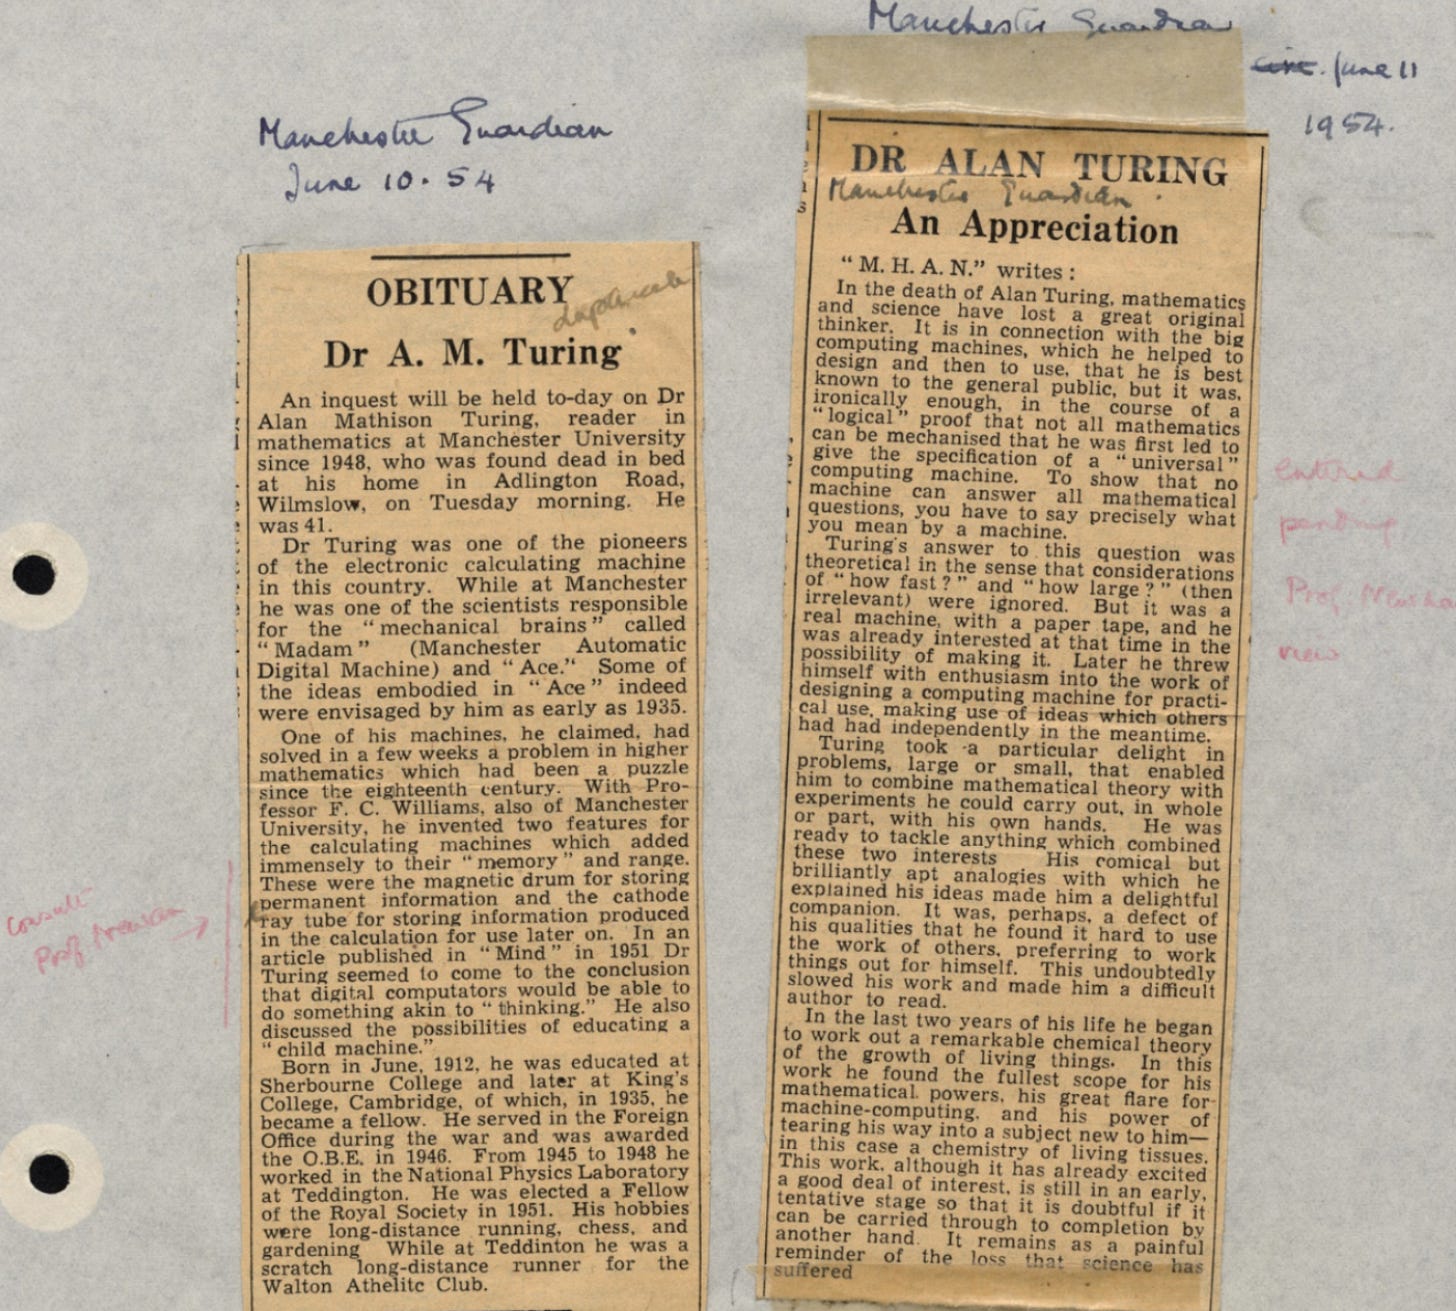 Manchester Guardian
June 10. 54
OBITUARY
Dr A. M. Turing
An inquest will be held to-day on Dr
Alan Mathison Turing, reader in
mathematics at Manchester University
since 1948, who was found dead in bed
at his home in Adlington Road,
Wilmslow, on Tuesday morning. He
was 41.
Dr Turing was one of the pioneers
of the electronic calculating machine
in this country. While at Manchester
he was one of the scientists responsible
for the "mechanical brains" called
"Madam" (Manchester Automatic
Digital Machine) and "Ace." Some of
the ideas embodied in "Ace" indeed
were envisaged by him as early as 1935.
One of his machines, he claimed, had
solved in a few weeks a problem in higher
mathematics which had been a puzzle
since the eighteenth century. With Pro-
fessor F. C. Williams, also of Manchester
University, he invented two features for
the calculating machines which added
immensely to their "memory" and range.
These were the magnetic drum for storing
permanent information and the cathode
ray tube for storing information produced
in the calculation for use later on. In an
article published in "Mind" in 1951 Dr
Turing seemed to come to the conclusion
that digital computators would be able to
do something akin to "thinking." He also
discussed the possibilities of educating a
"child machine."
Born in June, 1912, he was educated at
Sherbourne College and later at King's
College, Cambridge, of which, in 1935, he
became a fellow. He served in the Foreign
Office during the war and was awarded
the O.B.E. in 1946. From 1945 to 1948 he
worked in the National Physics Laboratory
at Teddington. He was elected a Fellow
of the Royal Society in 1951. His hobbies
were long-distance running, chess, and
gardening While at Teddinton he was a
scratch long-distance runner for the
Walton Athelitc Club.
consult
Prof Newman
Manchester Guardian
June 11
1954.
DR ALAN TURING
Manchester Guardian
An Appreciation
"M. H. A. N." writes:
In the death of Alan Turing, mathematics
and science have lost a great original
thinker. It is in connection with the big
computing machines, which he helped to
design and then to use, that he is best
known to the general public, but it was,
ironically enough, in the course of a
"logical" proof that not all mathematics
can be mechanised that he was first led to
give the specification of a "universal"
computing machine. To show that no
machine can answer all mathematical
questions, you have to say precisely what
you mean by a machine.
Turing's answer to this question was
theoretical in the sense that considerations
of "how fast?" and "how large?" (then
irrelevant) were ignored. But it was a
real machine, with a paper tape, and he
was already interested at that time in the
possibility of making it. Later he threw
himself with enthusiasm into the work of
designing a computing machine for practi-
cal use, making use of ideas which others
had had independently in the meantime.
Turing took a particular delight in
problems, large or small, that enabled
him to combine mathematical theory with
experiments he could carry out, in whole
or part, with his own hands. He was
ready to tackle anything which combined
these two interests His comical but
brilliantly apt analogies with which he
explained his ideas made him a delightful
companion. It was, perhaps, a defect of
his qualities that he found it hard to use
the work of others, preferring to work
things out for himself. This undoubtedly
slowed his work and made him a difficult
author to read.
In the last two years of his life he began
to work out a remarkable chemical theory
of the growth of living things. In this
work he found the fullest scope for his
mathematical powers, his great flare for
machine-computing, and his power of
tearing his way into a subject new to him—
in this case a chemistry of living tissues.
This work, although it has already excited
a good deal of interest, is still in an early,
tentative stage so that it is doubtful if it
can be carried through to completion by
another hand. It remains as a painful
reminder of the loss that science has
suffered
entered
pending
Prof. Newman
view